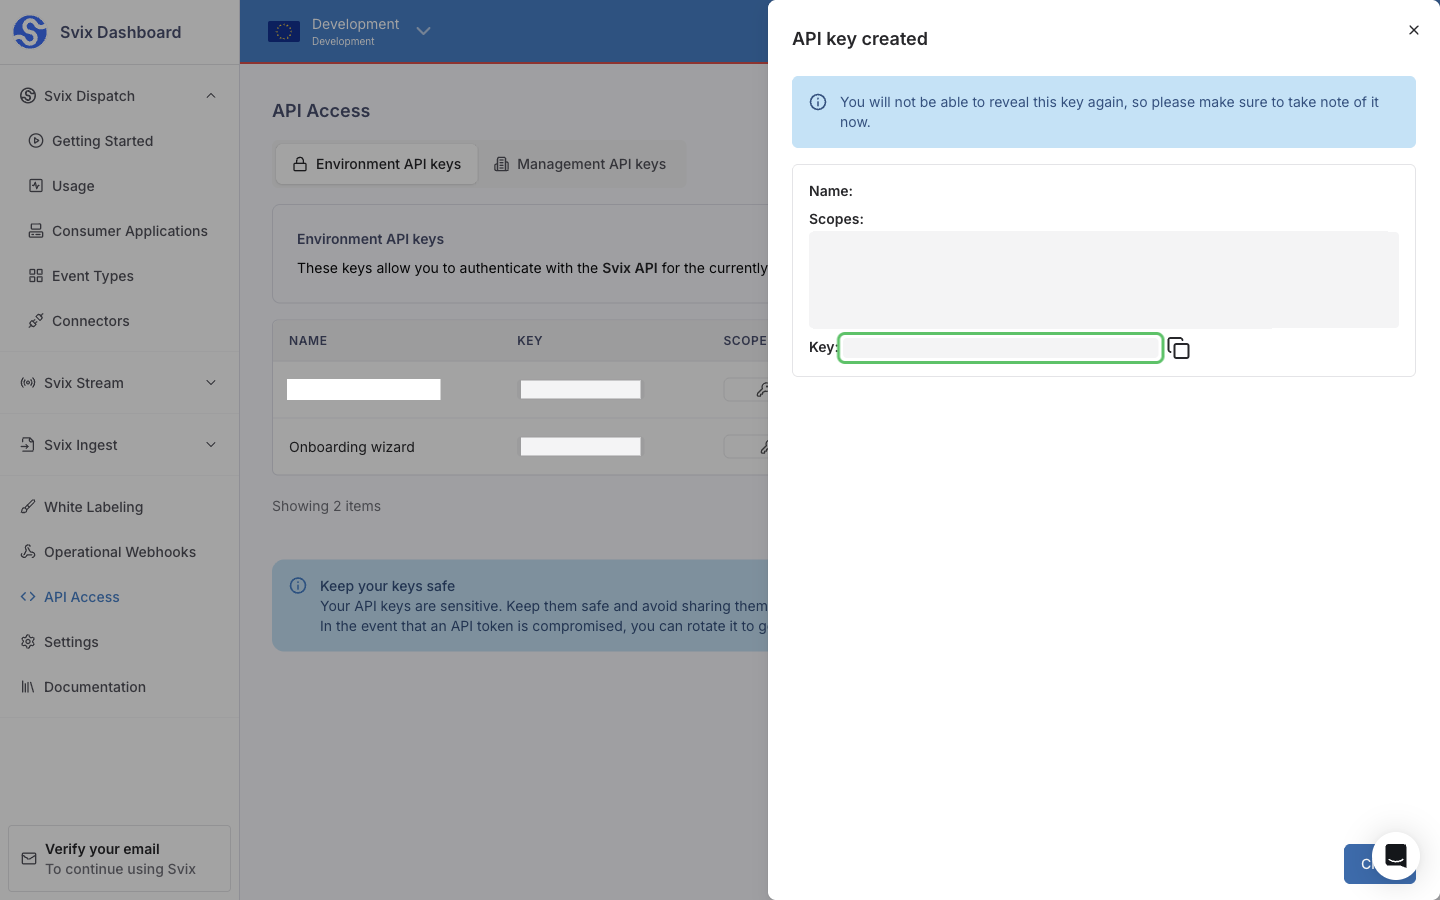 Svix Dashboard
Svix Dispatch
Getting Started
Usage
Consumer Applications
Event Types
Connectors
Svix Stream
Svix Ingest
White Labeling
Operational Webhooks
API Access
Settings
Documentation
Verify your email
To continue using Svix
Development
Development
API Access
Environment API keys
Management API keys
Environment API keys
These keys allow you to authenticate with the Svix API for the currently
NAME KEY SCOPE
Onboarding wizard
Showing 2 items
Keep your keys safe
Your API keys are sensitive. Keep them safe and avoid sharing them
In the event that an API token is compromised, you can rotate it to
API key created
You will not be able to reveal this key again, so please make sure to take note of it
now.
Name:
Scopes:
Key: